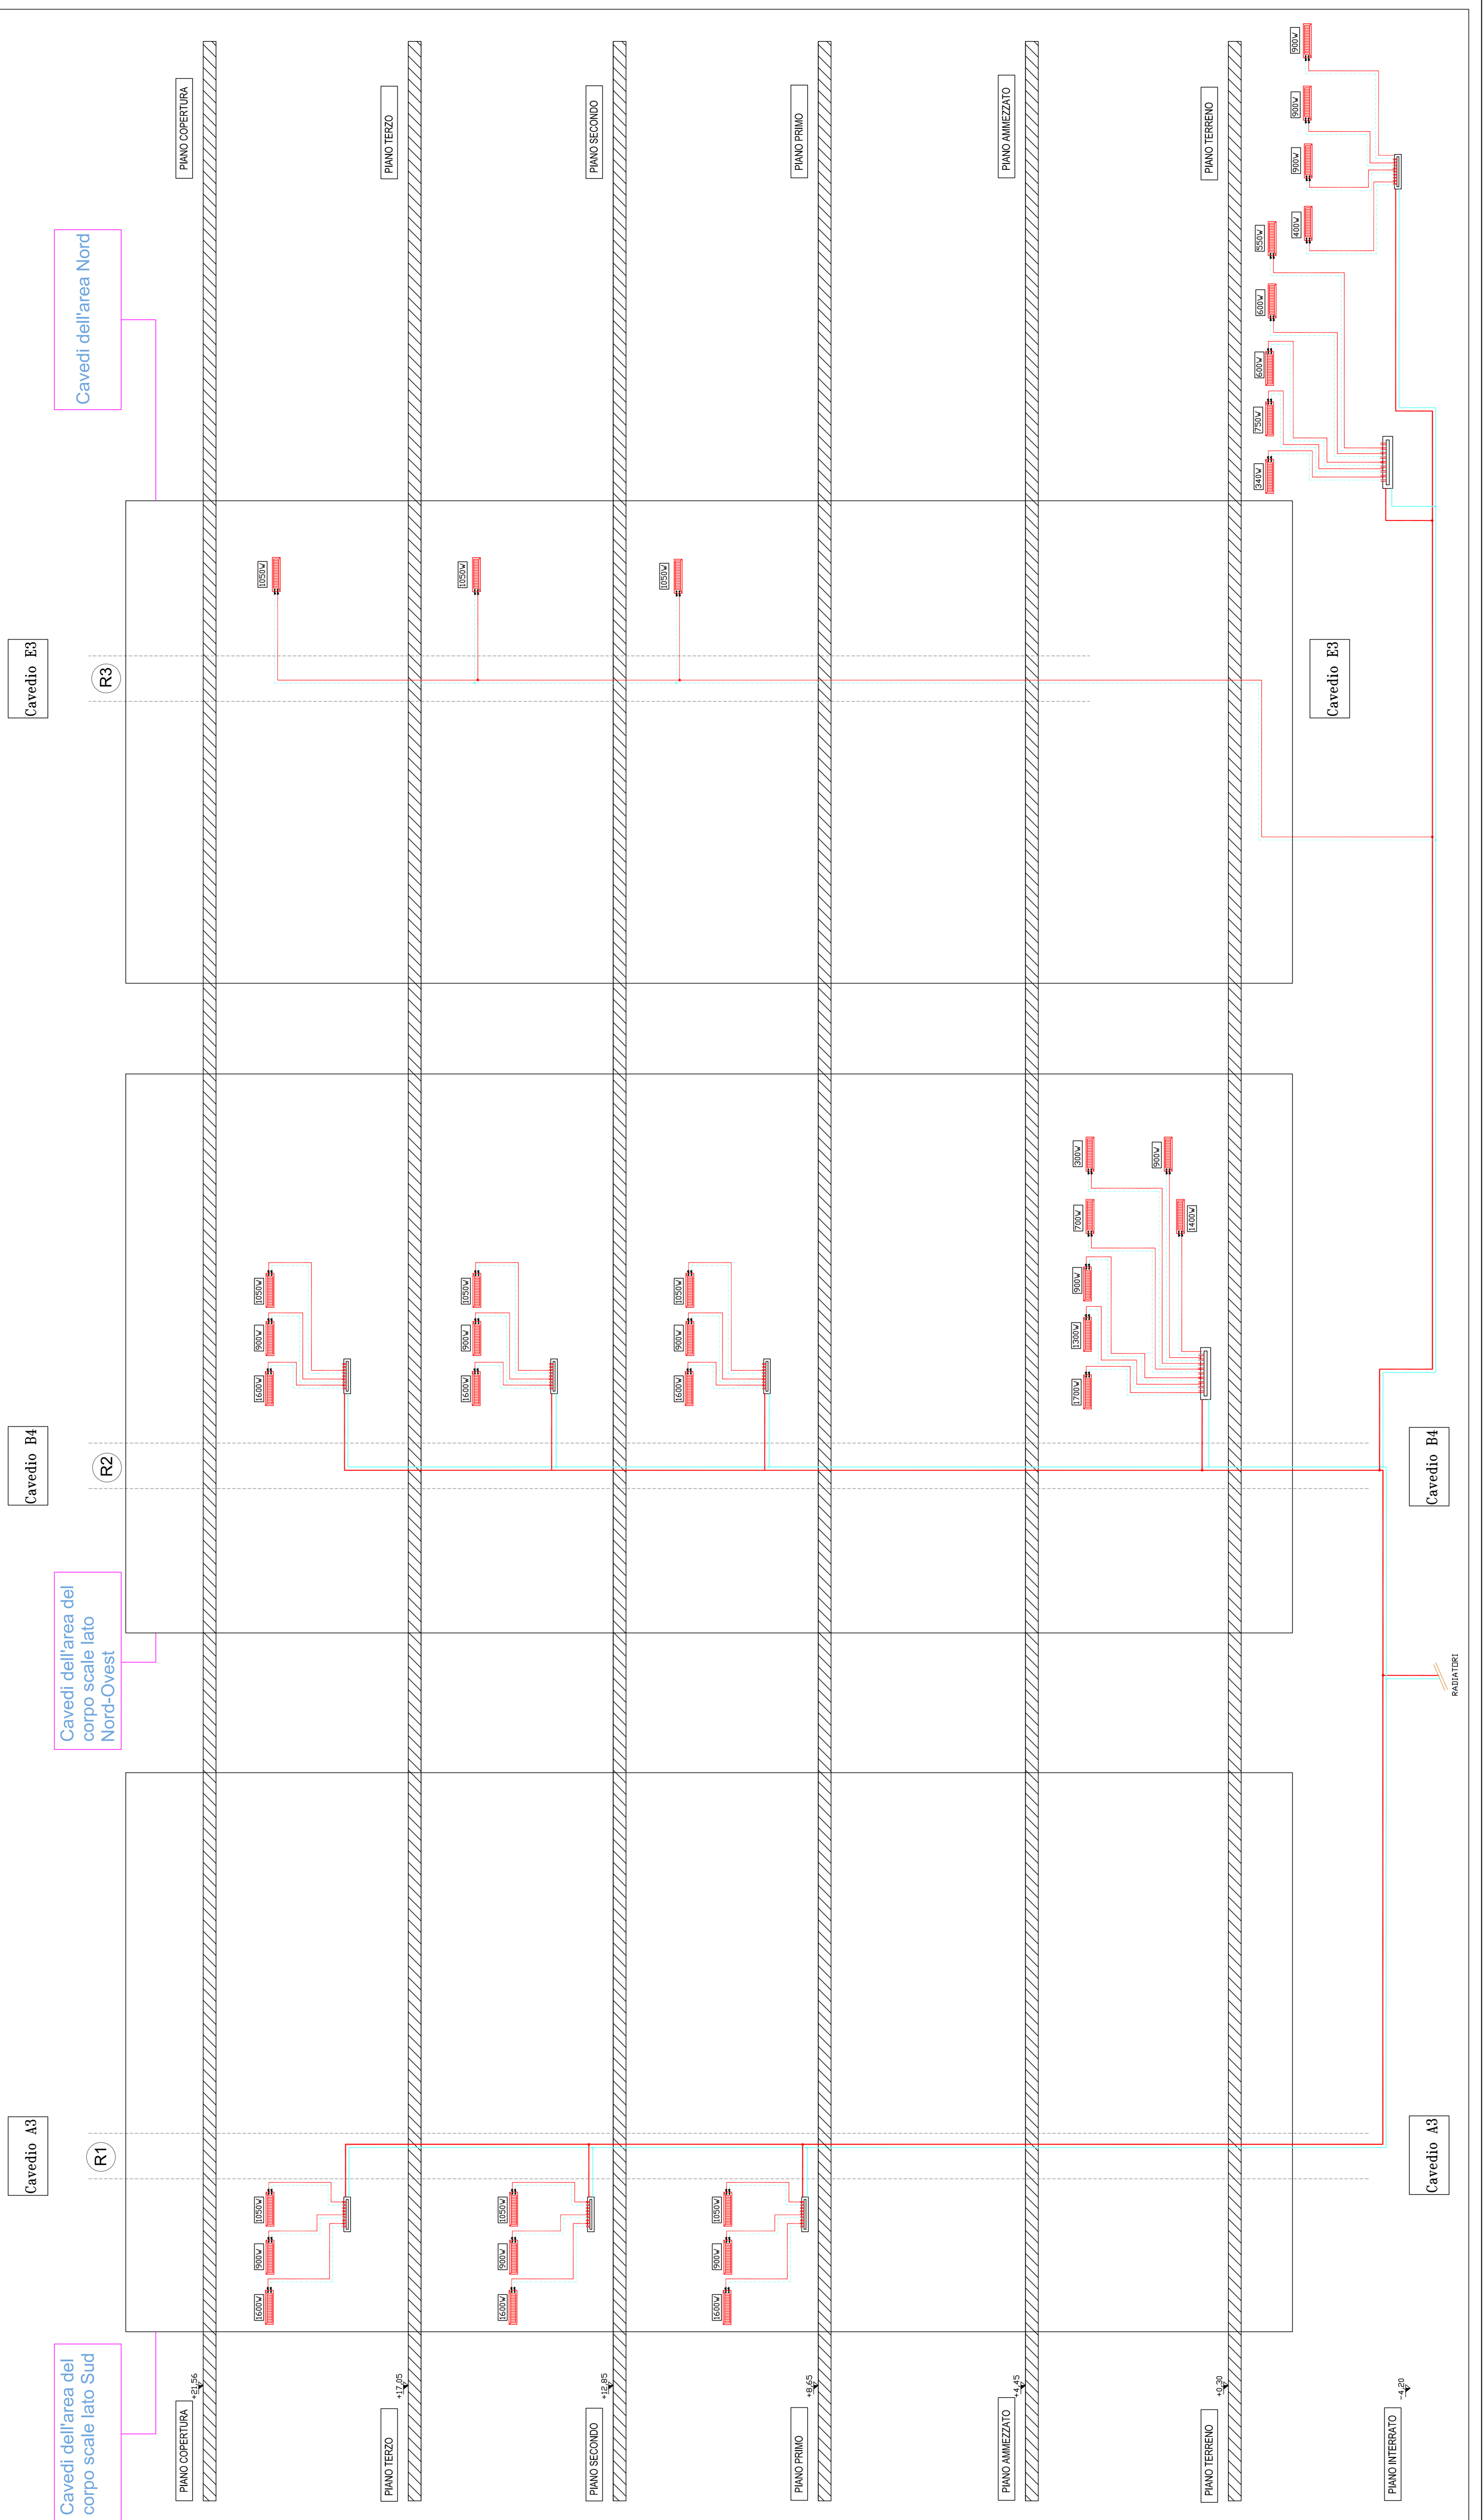 Cavedi dell'area del
corpo scale lato Sud
Cavedi dell'area del
corpo scale lato
Nord-Ovest
Cavedi dell'area Nord
Cavedio A3
Cavedio B4
Cavedio E3
R1
R2
R3
PIANO COPERTURA
+21,56
PIANO COPERTURA
1600W
900W
1050W
1600W
900W
1050W
1050W
PIANO TERZO
+17,05
PIANO TERZO
1600W
900W
1050W
1600W
900W
1050W
1050W
PIANO SECONDO
+12,85
PIANO SECONDO
1600W
900W
1050W
1600W
900W
1050W
1050W
PIANO PRIMO
+8,65
PIANO PRIMO
PIANO AMMEZZATO
+4,45
PIANO AMMEZZATO
1700W
1300W
900W
700W
300W
900W
1400W
PIANO TERRENO
+0,30
PIANO TERRENO
340W
750W
600W
600W
550W
400W
900W
900W
900W
PIANO INTERRATO
-4,20
Cavedio A3
Cavedio B4
Cavedio E3
RADIATORI